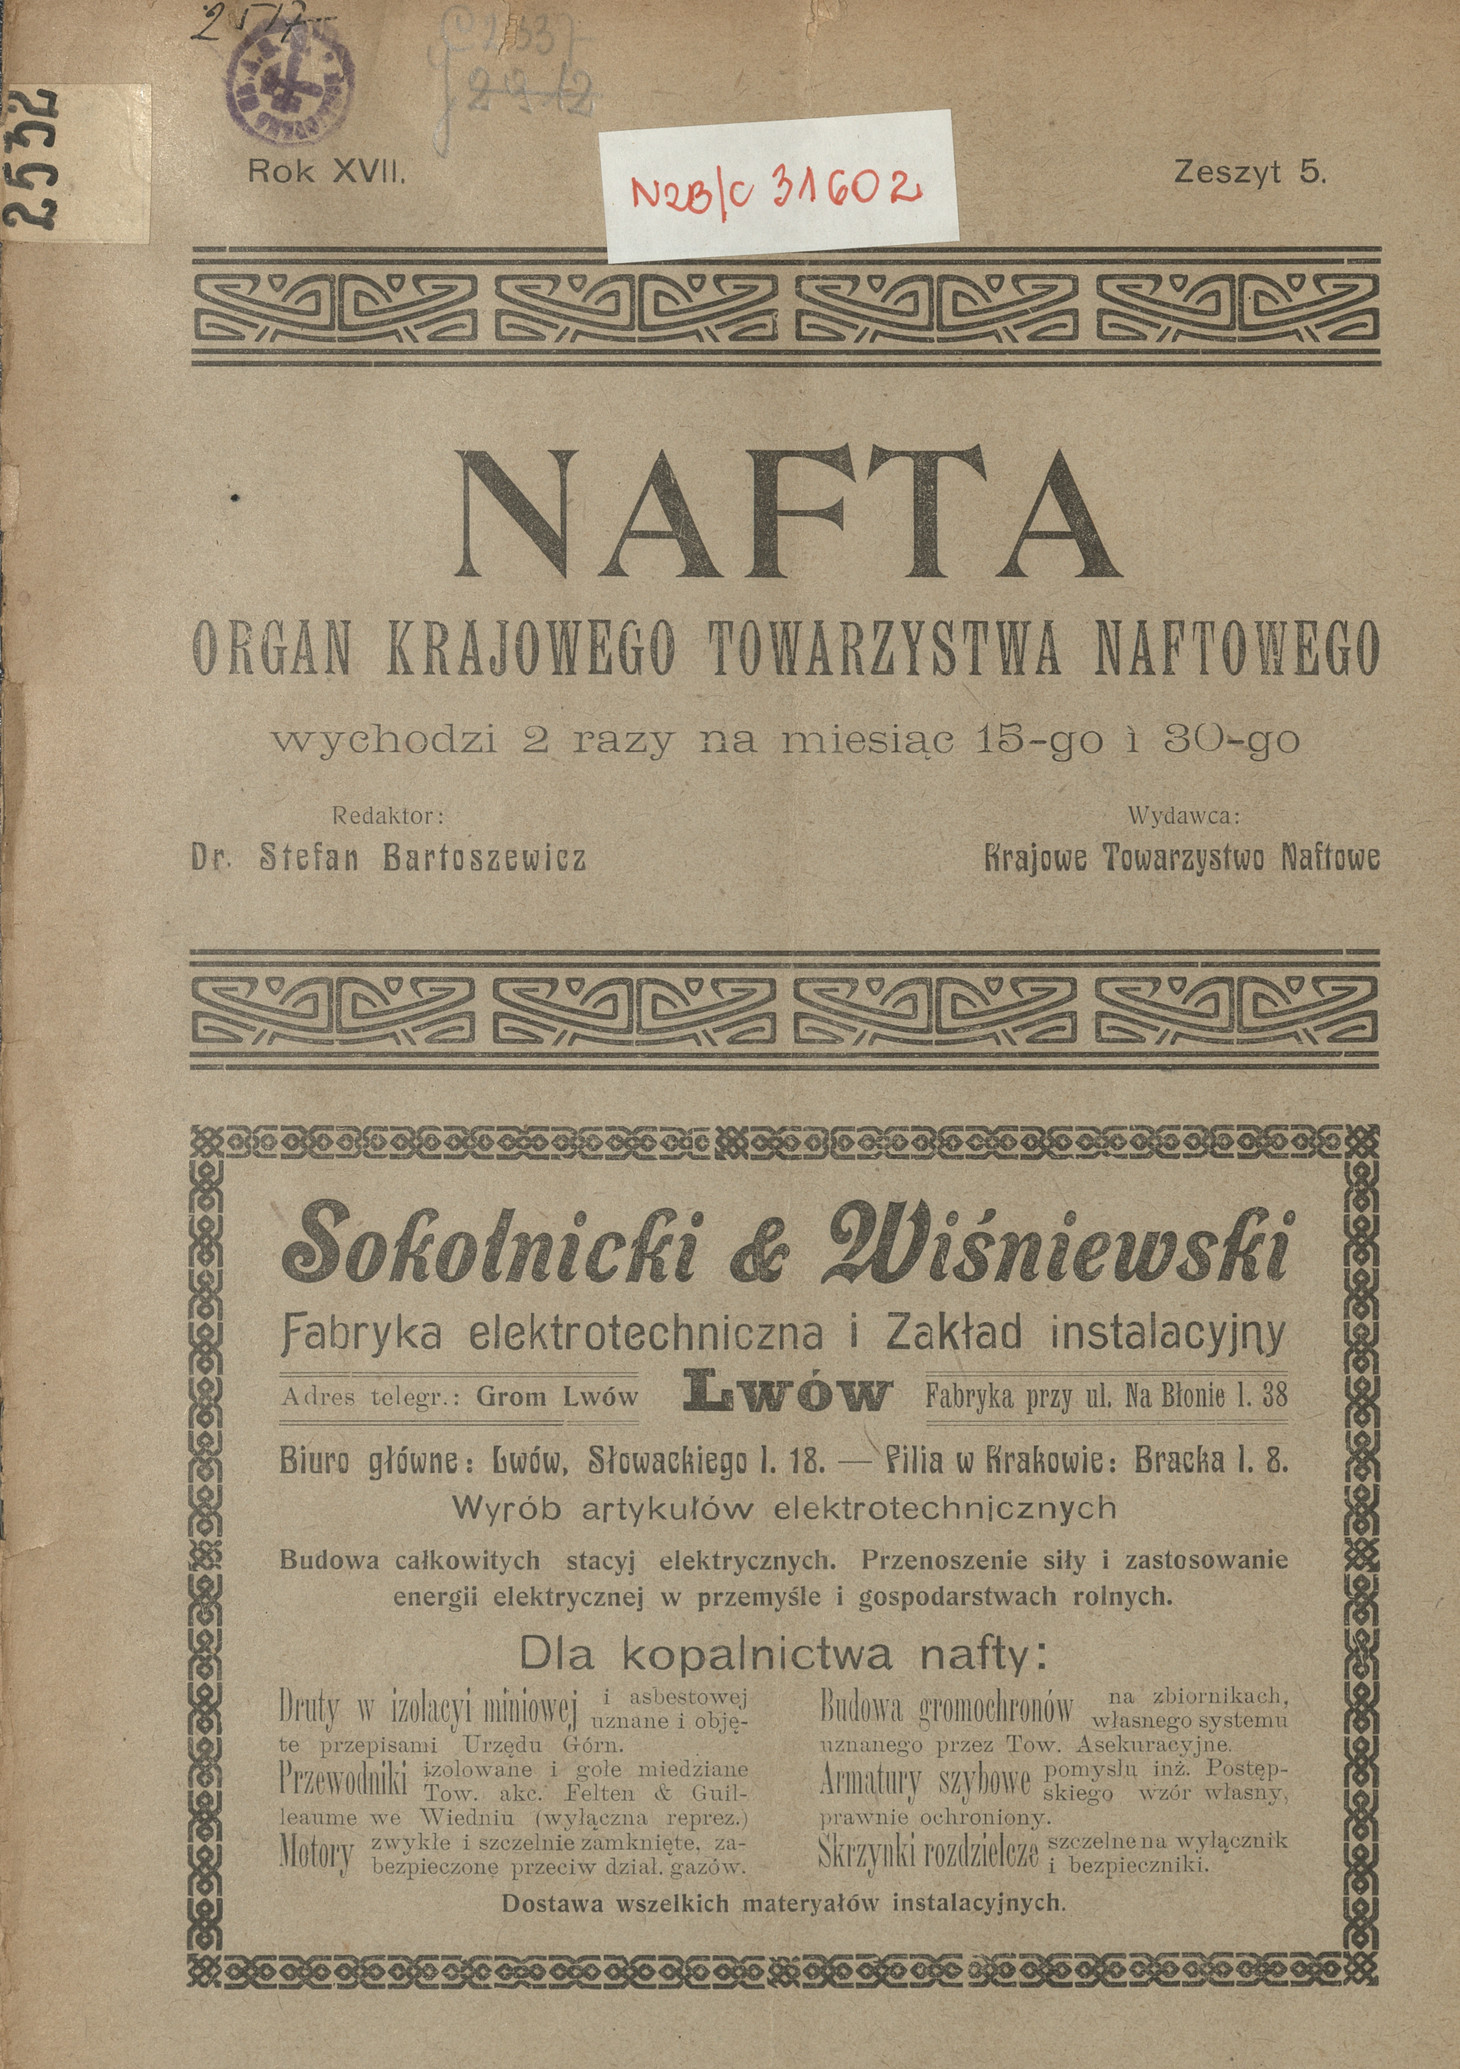 2517
2532
Rok XVII.
N2B/C 31602
Zeszyt 5.
NAFTA
ORGAN KRAJOWEGO TOWARZYSTWA NAFTOWEGO
wychodzi 2 razy na miesiąc 15-go i 30-go
Redaktor:
Dr. Stefan Bartoszewicz
Wydawca:
Krajowe Towarzystwo Naftowe
Sokolnicki & Wiśniewski
Fabryka elektrotechniczna i Zakład instalacyjny
Adres telegr.: Grom Lwów Lwów Fabryka przy ul. Na Błonie l. 38
Biuro główne: Lwów, Słowackiego l. 18. — Filia w Krakowie: Bracka l. 8.
Wyrób artykułów elektrotechnicznych
Budowa całkowitych stacyj elektrycznych. Przenoszenie siły i zastosowanie
energii elektrycznej w przemyśle i gospodarstwach rolnych.
Dla kopalnictwa nafty:
Druty w izolacyi miniowej i asbestowej
uznane i obję-
te przepisami Urzędu Górn.
Przewodniki izolowane i gołe miedziane
Tow. akc. Felten & Guil-
leaume we Wiedniu (wyłączna reprez.)
Motory zwykłe i szczelnie zamknięte, za-
bezpieczone przeciw dział. gazów.
Budowa gromochronów na zbiornikach,
własnego systemu
uznanego przez Tow. Asekuracyjne.
Armatury szybowe pomysłu inż. Postęp-
skiego wzór własny,
prawnie ochroniony.
Skrzynki rozdzielcze szczelne na wyłącznik
i bezpieczniki.
Dostawa wszelkich materyałów instalacyjnych.